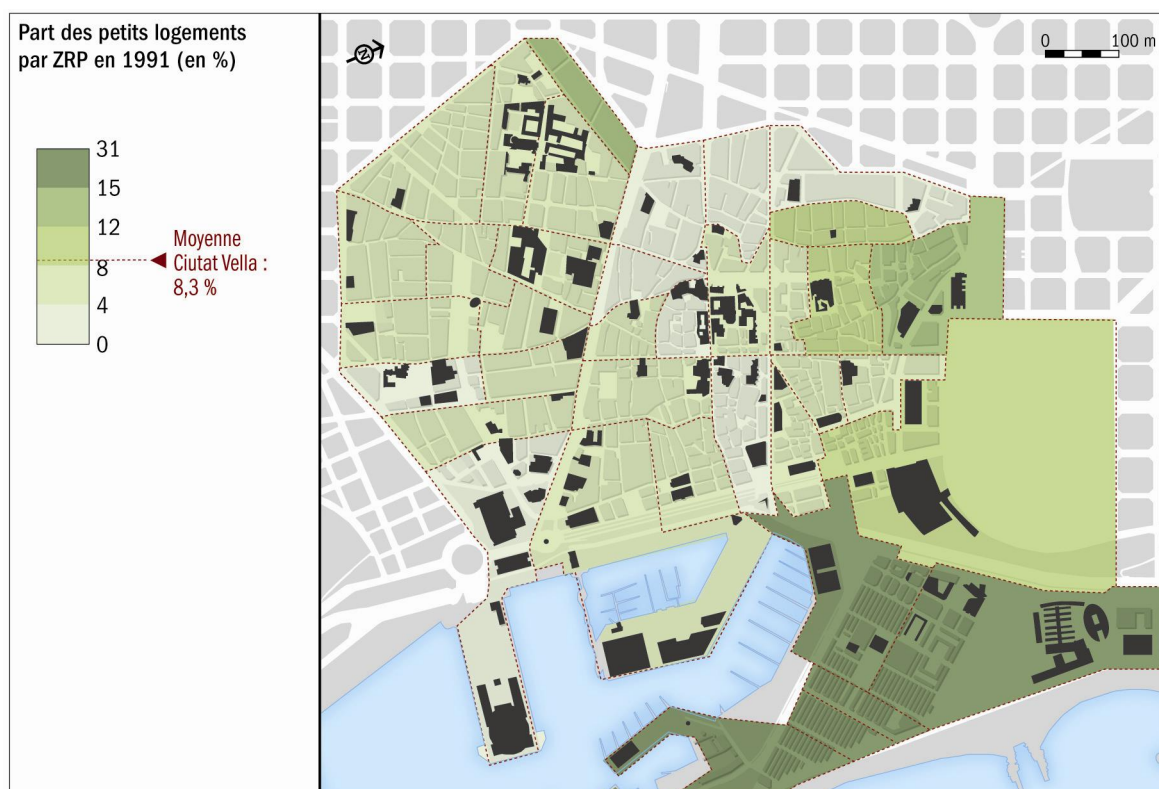 Part des petits logements
par ZRP en 1991 (en %)
31
15
12
8
4
0
Moyenne
Ciutat Vella :
8,3 %
N
0 100 m